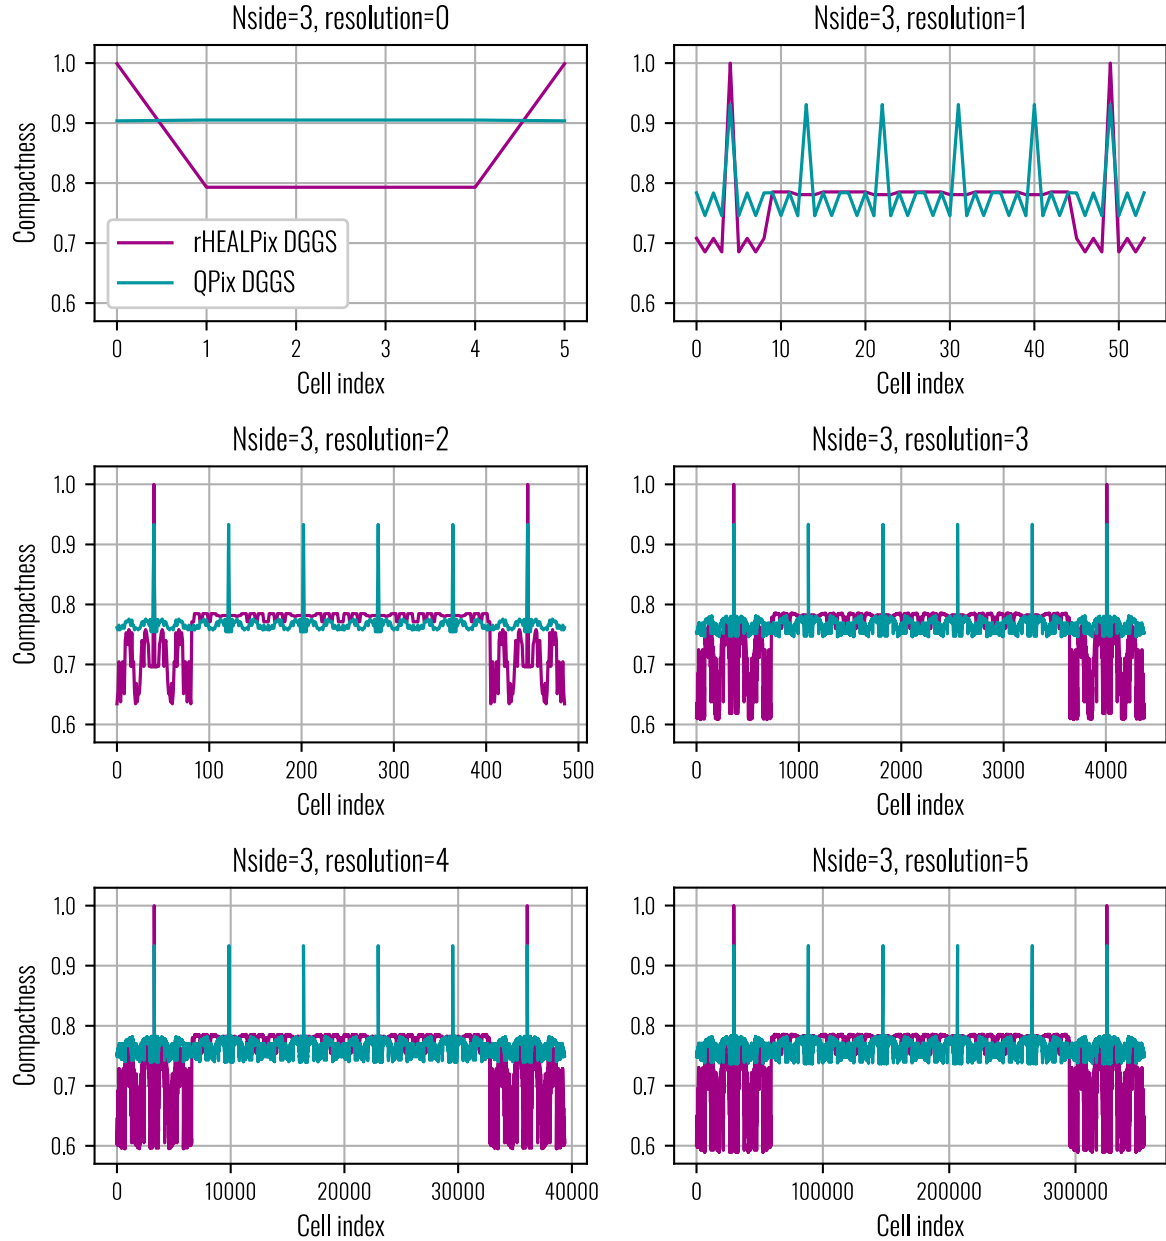 Nside=3, resolution=0
Nside=3, resolution=1
Compactness
1.0
0.9
0.8
0.7
0.6
rHEALPix DGGS
QPix DGGS
0 1 2 3 4 5
Cell index
1.0
0.9
0.8
0.7
0.6
0 10 20 30 40 50
Cell index
Nside=3, resolution=2
Nside=3, resolution=3
Compactness
1.0
0.9
0.8
0.7
0.6
0 100 200 300 400 500
Cell index
1.0
0.9
0.8
0.7
0.6
0 1000 2000 3000 4000
Cell index
Nside=3, resolution=4
Nside=3, resolution=5
Compactness
1.0
0.9
0.8
0.7
0.6
0 10000 20000 30000 40000
Cell index
1.0
0.9
0.8
0.7
0.6
0 100000 200000 300000
Cell index